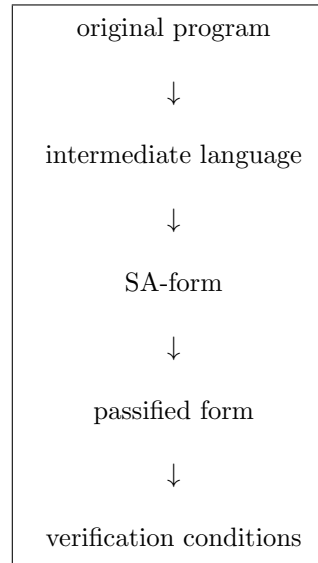 original program
↓
intermediate language
↓
SA-form
↓
passified form
↓
verification conditions